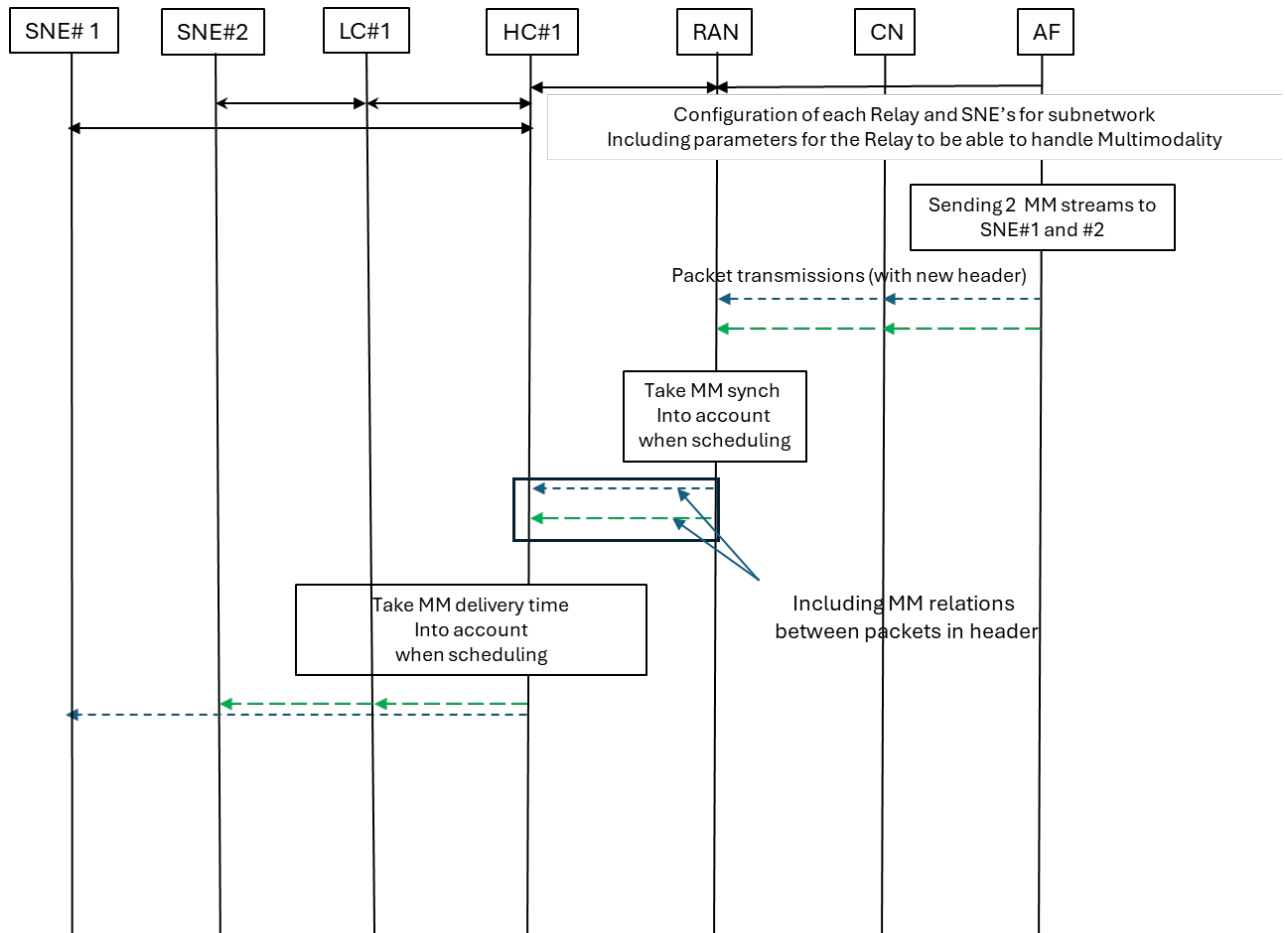 SNE# 1
SNE#2
LC#1
HC#1
RAN
CN
AF
Configuration of each Relay and SNE's for subnetwork
Including parameters for the Relay to be able to handle Multimodality
Sending 2 MM streams to
SNE#1 and #2
Packet transmissions (with new header)
Take MM synch
Into account
when scheduling
Take MM delivery time
Into account
when scheduling
Including MM relations
between packets in header